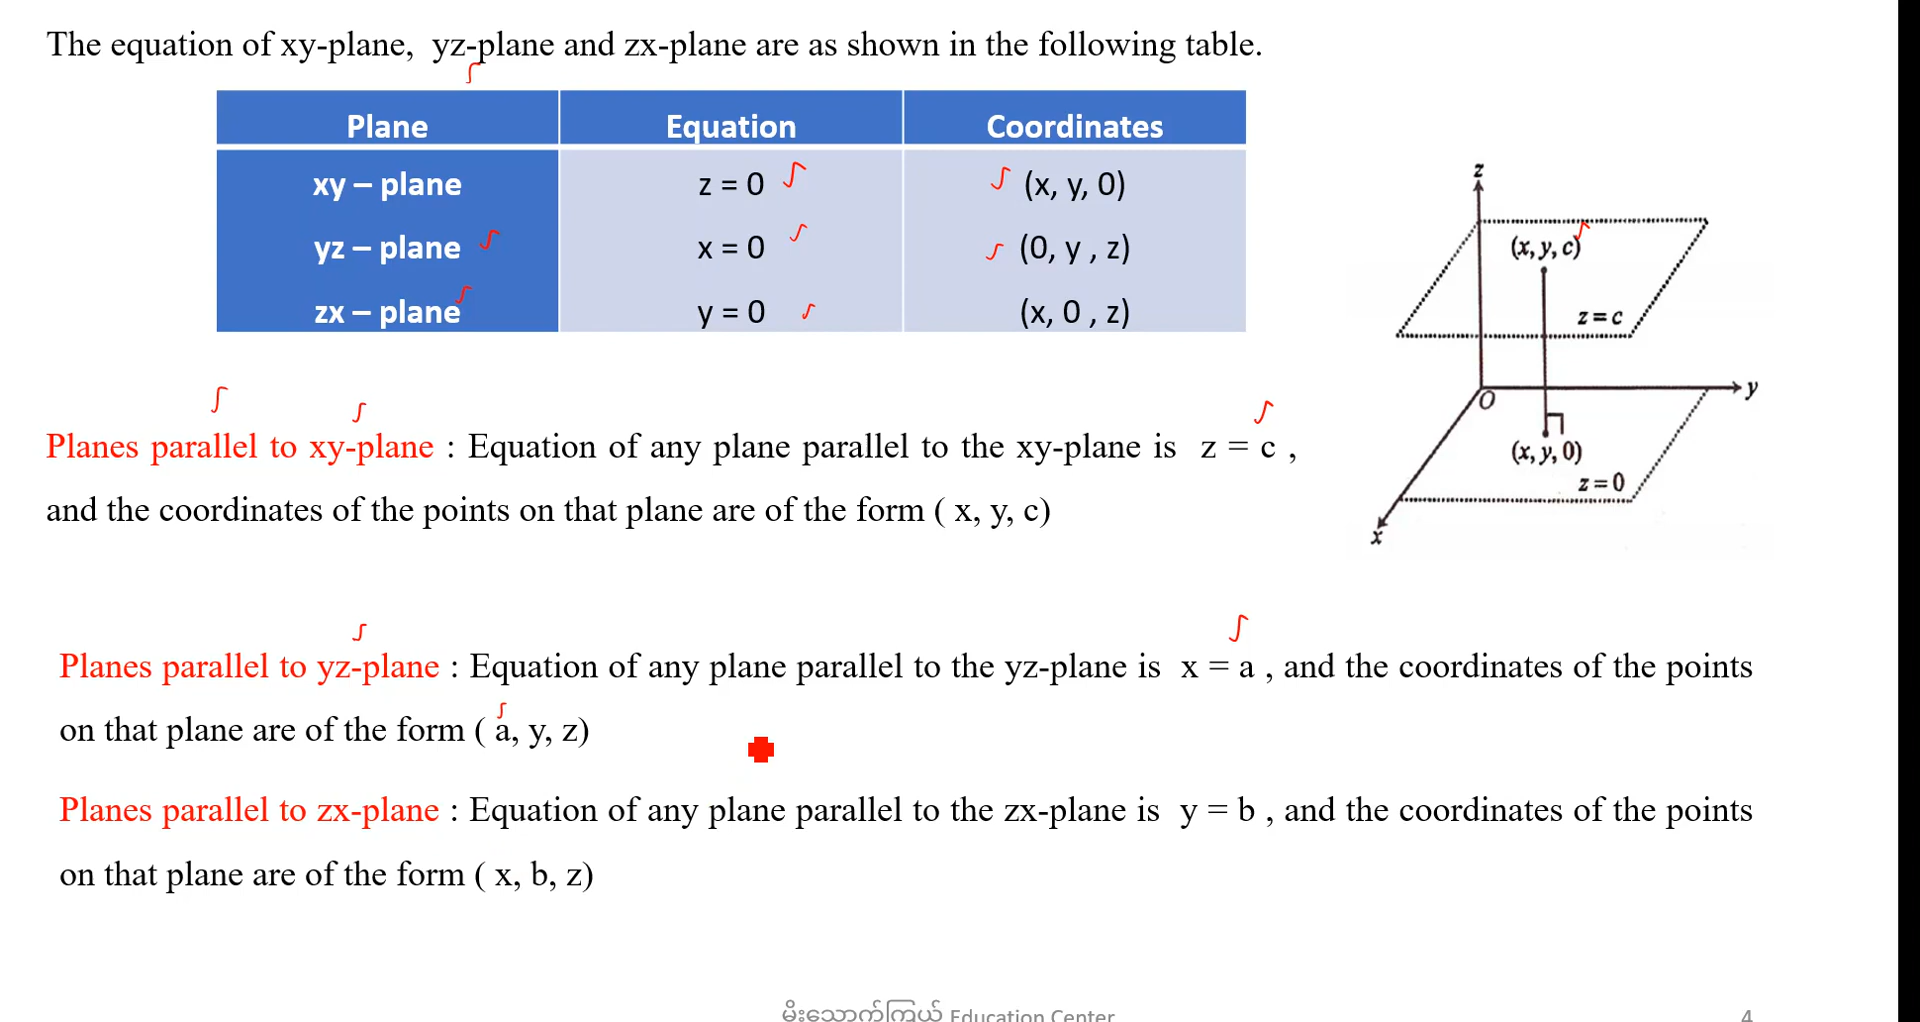 The equation of xy-plane, yz-plane and zx-plane are as shown in the following table.
Plane Equation Coordinates
xy – plane z = 0 (x, y, 0)
yz – plane x = 0 (0, y , z)
zx – plane y = 0 (x, 0 , z)
z
(x, y, c)
z = c
y
O
(x, y, 0)
z = 0
x
Planes parallel to xy-plane : Equation of any plane parallel to the xy-plane is z = c ,
and the coordinates of the points on that plane are of the form ( x, y, c)
Planes parallel to yz-plane : Equation of any plane parallel to the yz-plane is x = a , and the coordinates of the points
on that plane are of the form ( a, y, z)
Planes parallel to zx-plane : Equation of any plane parallel to the zx-plane is y = b , and the coordinates of the points
on that plane are of the form ( x, b, z)
မိုးသောက်ကြယ် Education Center
4